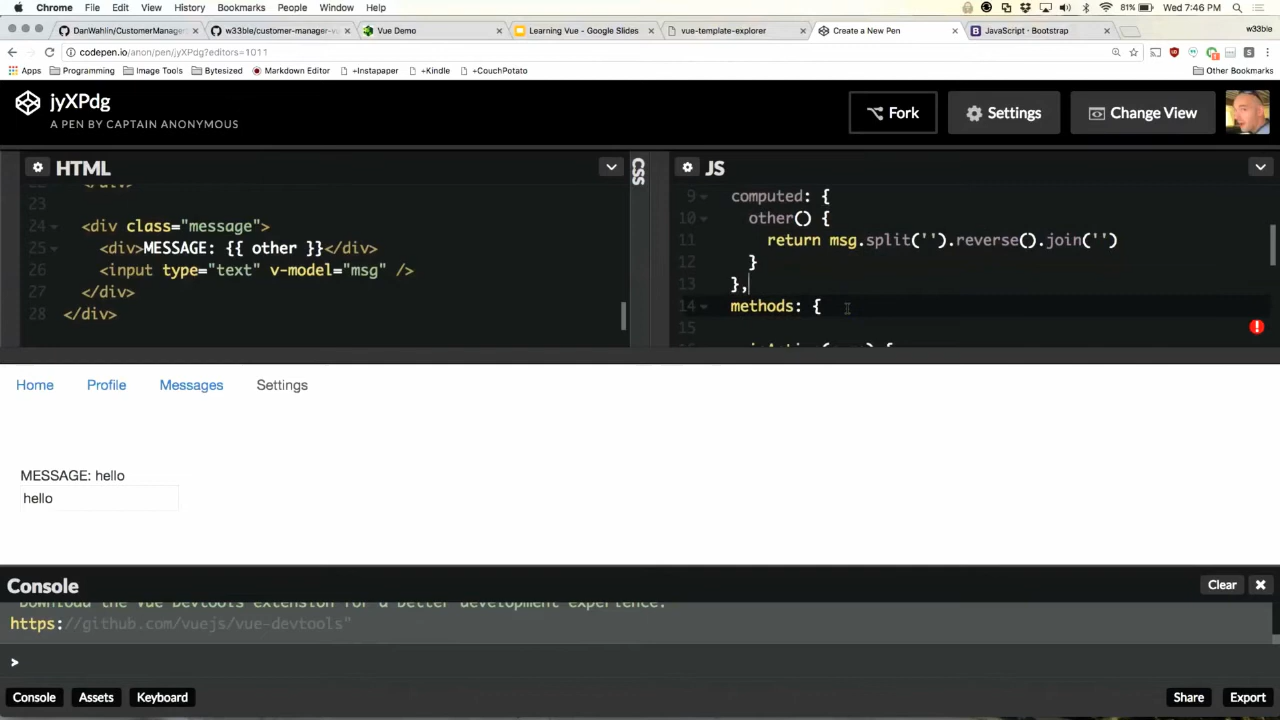 Chrome File Edit View History Bookmarks People Window Help 81% Wed 7:46 PM
DanWahlin/CustomerManager w33ble/customer-manager-vu Vue Demo Learning Vue - Google Slides vue-template-explorer Create a New Pen JavaScript · Bootstrap w33ble
codepen.io/anon/pen/jyXPdg?editors=1011
Apps Programming Image Tools Bytesized Markdown Editor +Instapaper +Kindle +CouchPotato Other Bookmarks
jyXPdg
A PEN BY CAPTAIN ANONYMOUS
Fork Settings Change View
HTML
23
24 <div class="message">
25 <div>MESSAGE: {{ other }}</div>
26 <input type="text" v-model="msg" />
27 </div>
28 </div>
CSS
JS
9 computed: {
10 other() {
11 return msg.split('').reverse().join('')
12 }
13 },
14 methods: {
15
Home Profile Messages Settings
MESSAGE: hello
hello
Console
Clear
Download the Vue Devtools extension for a better development experience:
https://github.com/vuejs/vue-devtools"
>
Console Assets Keyboard Share Export